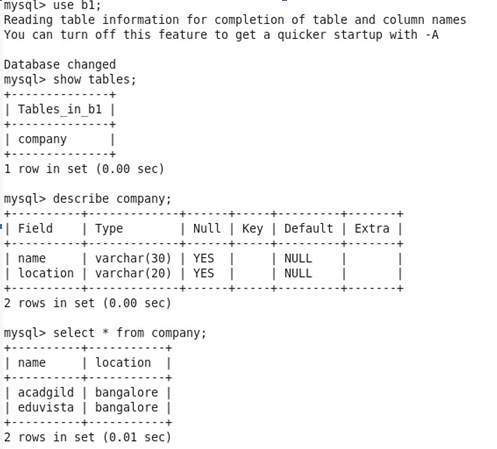 mysql> use b1;
Reading table information for completion of table and column names
You can turn off this feature to get a quicker startup with -A

Database changed
mysql> show tables;
+--------------+
| Tables_in_b1 |
+--------------+
| company      |
+--------------+
1 row in set (0.00 sec)

mysql> describe company;
+----------+-------------+------+-----+---------+-------+
| Field    | Type        | Null | Key | Default | Extra |
+----------+-------------+------+-----+---------+-------+
| name     | varchar(30) | YES  |     | NULL    |       |
| location | varchar(20) | YES  |     | NULL    |       |
+----------+-------------+------+-----+---------+-------+
2 rows in set (0.00 sec)

mysql> select * from company;
+----------+-----------+
| name     | location  |
+----------+-----------+
| acadgild | bangalore |
| eduvista | bangalore |
+----------+-----------+
2 rows in set (0.01 sec)